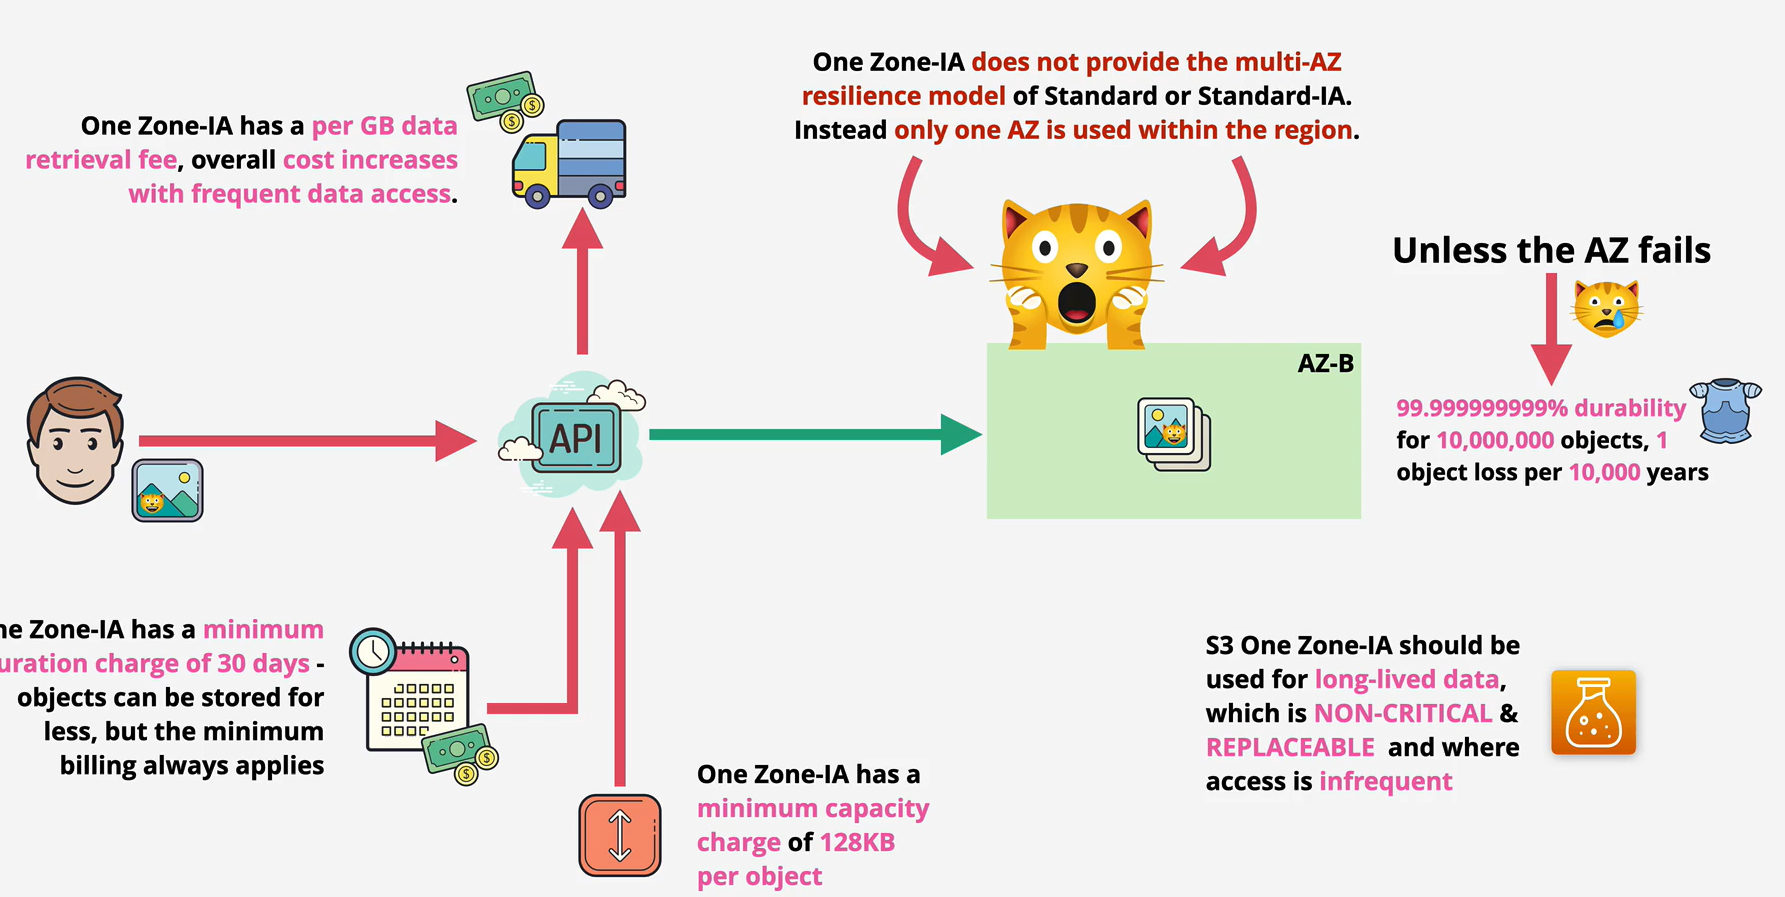 One Zone-IA has a per GB data
retrieval fee, overall cost increases
with frequent data access.
One Zone-IA does not provide the multi-AZ
resilience model of Standard or Standard-IA.
Instead only one AZ is used within the region.
Unless the AZ fails
99.999999999% durability
for 10,000,000 objects, 1
object loss per 10,000 years
AZ-B
API
ne Zone-IA has a minimum
uration charge of 30 days -
objects can be stored for
less, but the minimum
billing always applies
One Zone-IA has a
minimum capacity
charge of 128KB
per object
S3 One Zone-IA should be
used for long-lived data,
which is NON-CRITICAL &
REPLACEABLE and where
access is infrequent